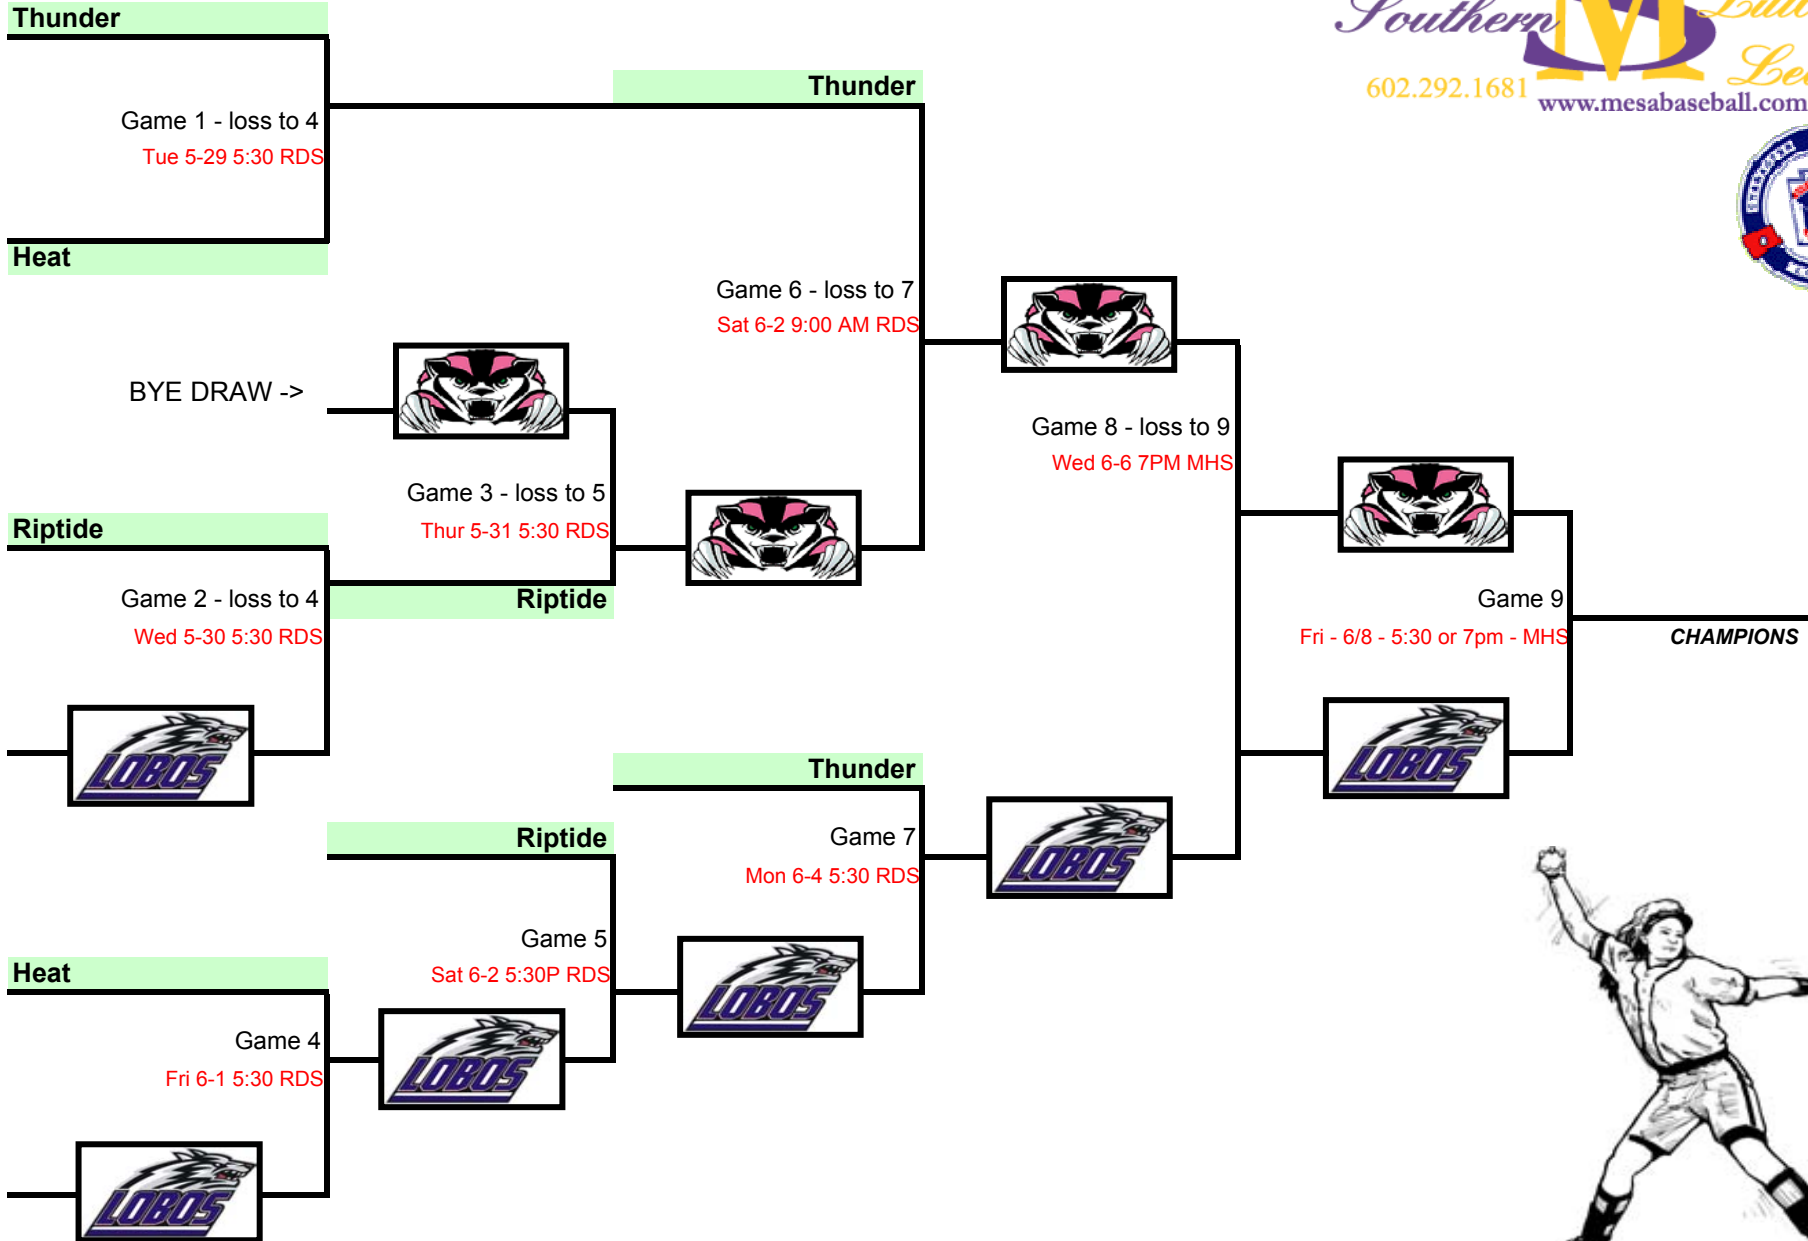 Thunder
Southern
602.292.1681
www.mesabaseball.com
Thunder
Game 1 - loss to 4
Tue 5-29 5:30 RDS
Heat
Game 6 - loss to 7
Sat 6-2 9:00 AM RDS
BYE DRAW ->
Game 8 - loss to 9
Wed 6-6 7PM MHS
Game 3 - loss to 5
Thur 5-31 5:30 RDS
Riptide
Game 2 - loss to 4
Wed 5-30 5:30 RDS
Riptide
Game 9
Fri - 6/8 - 5:30 or 7pm - MHS
CHAMPIONS
LOBOS
LOBOS
Thunder
Riptide
Game 7
Mon 6-4 5:30 RDS
LOBOS
Game 5
Sat 6-2 5:30P RDS
LOBOS
Heat
Game 4
Fri 6-1 5:30 RDS
LOBOS
LOBOS